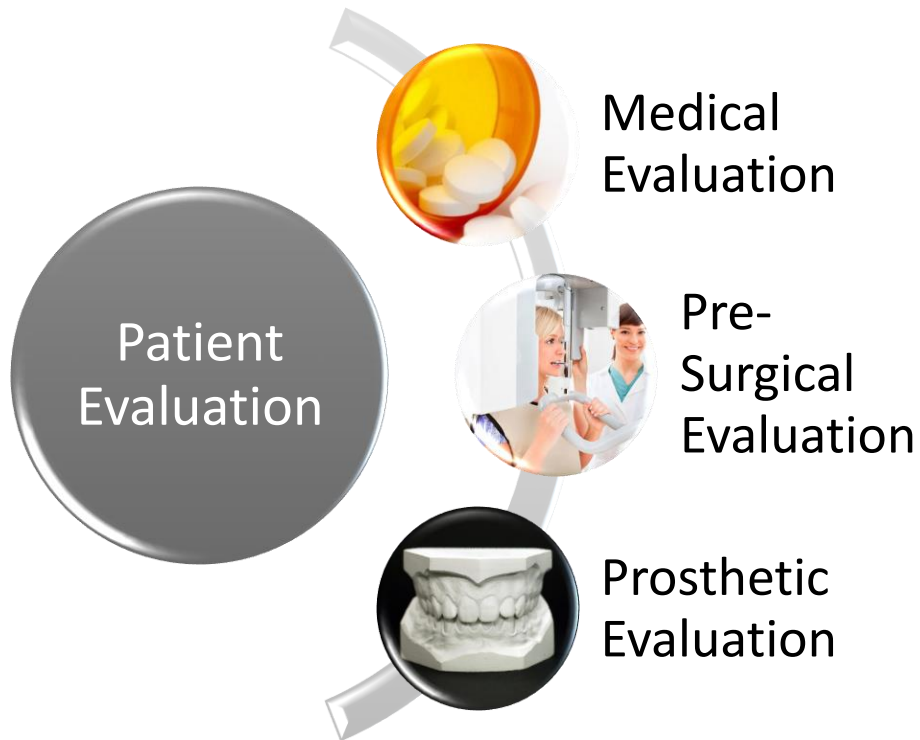 Patient
Evaluation
Medical
Evaluation
Pre-
Surgical
Evaluation
Prosthetic
Evaluation